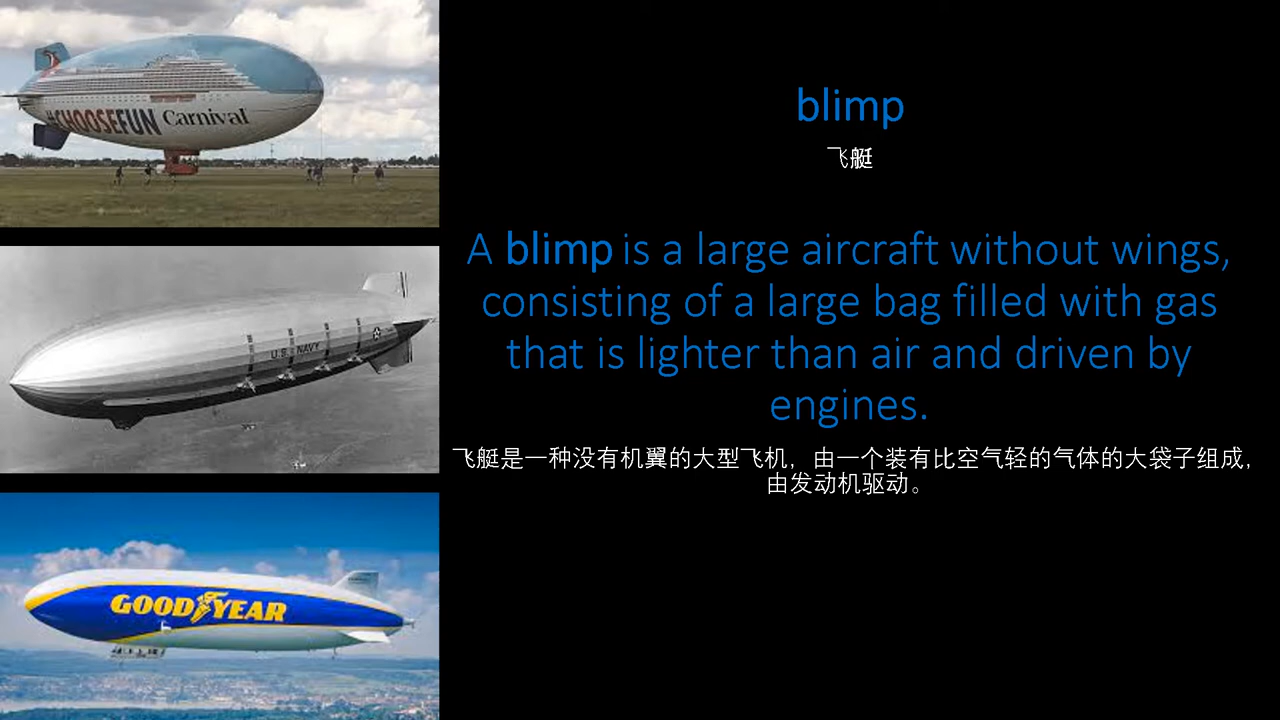 #CHOOSEFUN Carnival
U.S. NAVY
GOODYEAR
blimp
飞艇
A blimp is a large aircraft without wings,
consisting of a large bag filled with gas
that is lighter than air and driven by
engines.
飞艇是一种没有机翼的大型飞机，由一个装有比空气轻的气体的大袋子组成，
由发动机驱动。